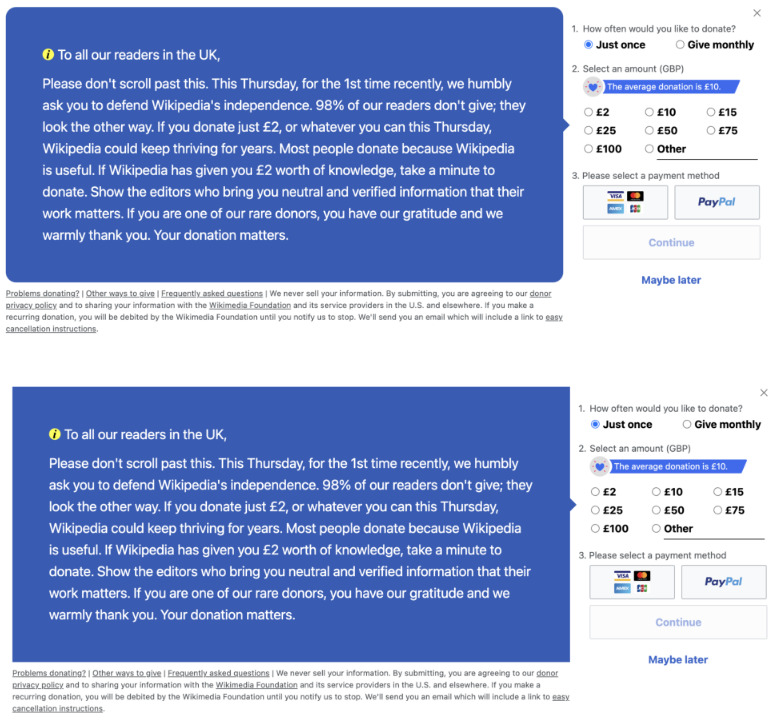 To all our readers in the UK,
Please don't scroll past this. This Thursday, for the 1st time recently, we humbly
ask you to defend Wikipedia's independence. 98% of our readers don't give; they
look the other way. If you donate just £2, or whatever you can this Thursday,
Wikipedia could keep thriving for years. Most people donate because Wikipedia
is useful. If Wikipedia has given you £2 worth of knowledge, take a minute to
donate. Show the editors who bring you neutral and verified information that their
work matters. If you are one of our rare donors, you have our gratitude and we
warmly thank you. Your donation matters.
1. How often would you like to donate?
Just once Give monthly
2. Select an amount (GBP)
The average donation is £10.
£2 £10 £15
£25 £50 £75
£100 Other
3. Please select a payment method
VISA AMEX JCB PayPal
Continue
Maybe later
Problems donating? | Other ways to give | Frequently asked questions | We never sell your information. By submitting, you are agreeing to our donor
privacy policy and to sharing your information with the Wikimedia Foundation and its service providers in the U.S. and elsewhere. If you make a
recurring donation, you will be debited by the Wikimedia Foundation until you notify us to stop. We'll send you an email which will include a link to easy
cancellation instructions.
To all our readers in the UK,
Please don't scroll past this. This Thursday, for the 1st time recently, we humbly
ask you to defend Wikipedia's independence. 98% of our readers don't give; they
look the other way. If you donate just £2, or whatever you can this Thursday,
Wikipedia could keep thriving for years. Most people donate because Wikipedia
is useful. If Wikipedia has given you £2 worth of knowledge, take a minute to
donate. Show the editors who bring you neutral and verified information that their
work matters. If you are one of our rare donors, you have our gratitude and we
warmly thank you. Your donation matters.
1. How often would you like to donate?
Just once Give monthly
2. Select an amount (GBP)
The average donation is £10.
£2 £10 £15
£25 £50 £75
£100 Other
3. Please select a payment method
VISA AMEX JCB PayPal
Continue
Maybe later
Problems donating? | Other ways to give | Frequently asked questions | We never sell your information. By submitting, you are agreeing to our donor
privacy policy and to sharing your information with the Wikimedia Foundation and its service providers in the U.S. and elsewhere. If you make a
recurring donation, you will be debited by the Wikimedia Foundation until you notify us to stop. We'll send you an email which will include a link to easy
cancellation instructions.